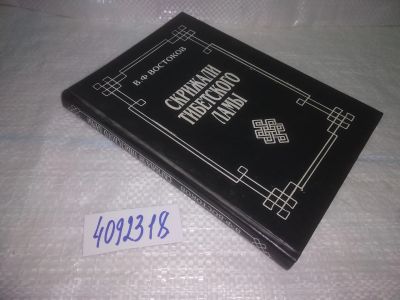 В.Ф ВОСТОКОВ
СКРИЖАЛИ
ТИБЕТСКОГО
ЛАМЫ
4092318